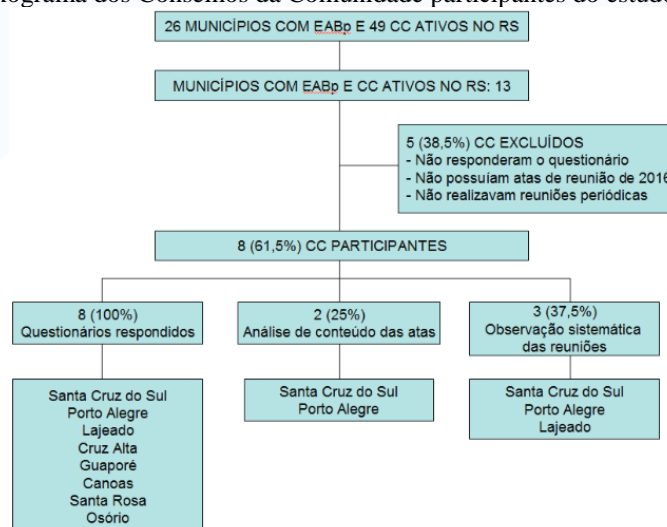 dos Conselhos da Comunidade participantes do estudo
26 MUNICÍPIOS COM EABp E 49 CC ATIVOS NO RS
MUNICÍPIOS COM EABp E CC ATIVOS NO RS: 13
5 (38,5%) CC EXCLUÍDOS
- Não responderam o questionário
- Não possuíam atas de reunião de 2016
- Não realizavam reuniões periódicas
8 (61,5%) CC PARTICIPANTES
8 (100%)
Questionários respondidos
2 (25%)
Análise de conteúdo das atas
3 (37,5%)
Observação sistemática
das reuniões
Santa Cruz do Sul
Porto Alegre
Lajeado
Cruz Alta
Guaporé
Canoas
Santa Rosa
Osório
Santa Cruz do Sul
Porto Alegre
Santa Cruz do Sul
Porto Alegre
Lajeado